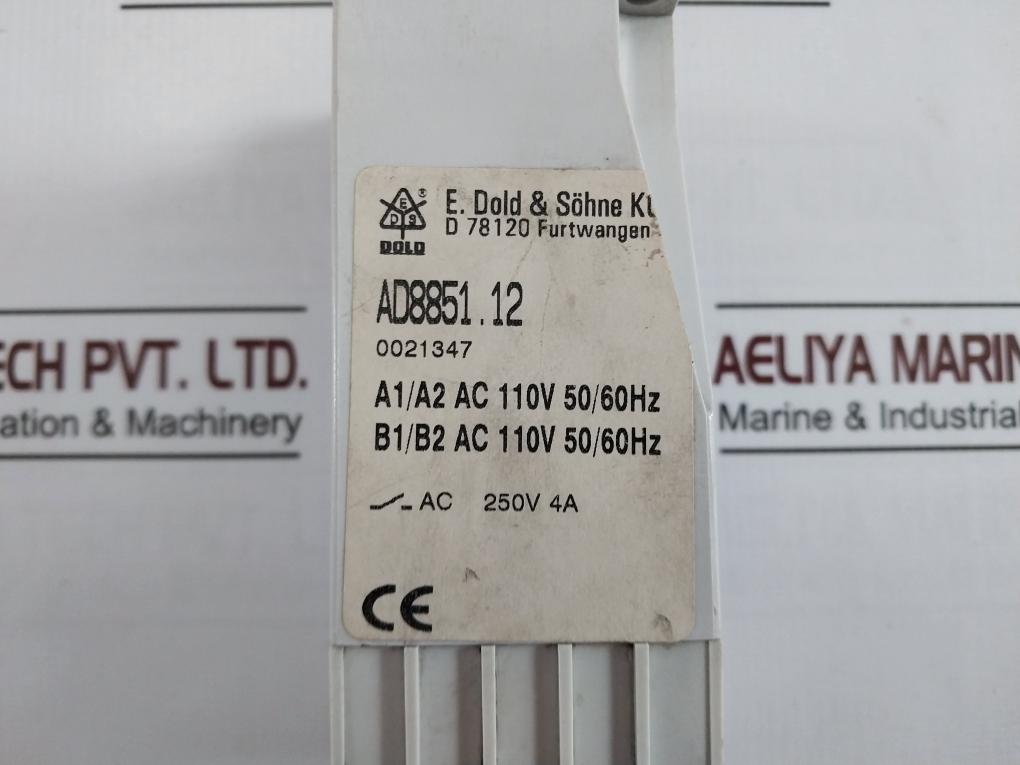 E
D S ®
DOLD
E. Dold & Söhne
D 78120 Furtwangen
AD8851.12
0021347
A1/A2 AC 110V 50/60Hz
B1/B2 AC 110V 50/60Hz
AC 250V 4A
CE
ECH PVT. LTD.
ation & Machinery
AELIYA MARIN
Marine & Industrial